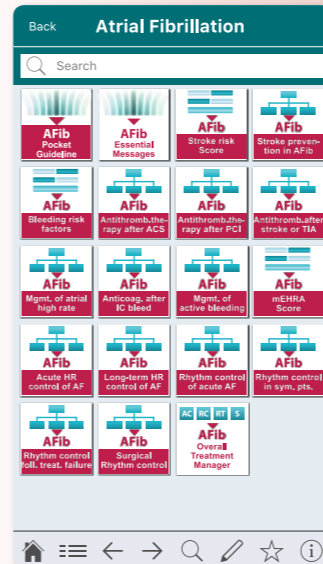 Back
Atrial Fibrillation
Search
AFib
Pocket
Guideline
AFib
Essential
Messages
AFib
Stroke risk
Score
AFib
Stroke preven-
tion in AFib
AFib
Bleeding risk
factors
AFib
Antithromb.the-
rapy after ACS
AFib
Antithromb.the-
rapy after PCI
AFib
Antithromb.after
stroke or TIA
AFib
Mgmt. of atrial
high rate
AFib
Anticoag. after
IC bleed
AFib
Mgmt. of
active bleeding
AFib
mEHRA
Score
AFib
Acute HR
control of AF
AFib
Long-term HR
control of AF
AFib
Rhythm control
of acute AF
AFib
Rhythm control
in sym. pts.
AFib
Rhythm control
foll. treat. failure
AFib
Surgical
Rhythm control
AC RC RT S
AFib
Overall
Treatment
Manager